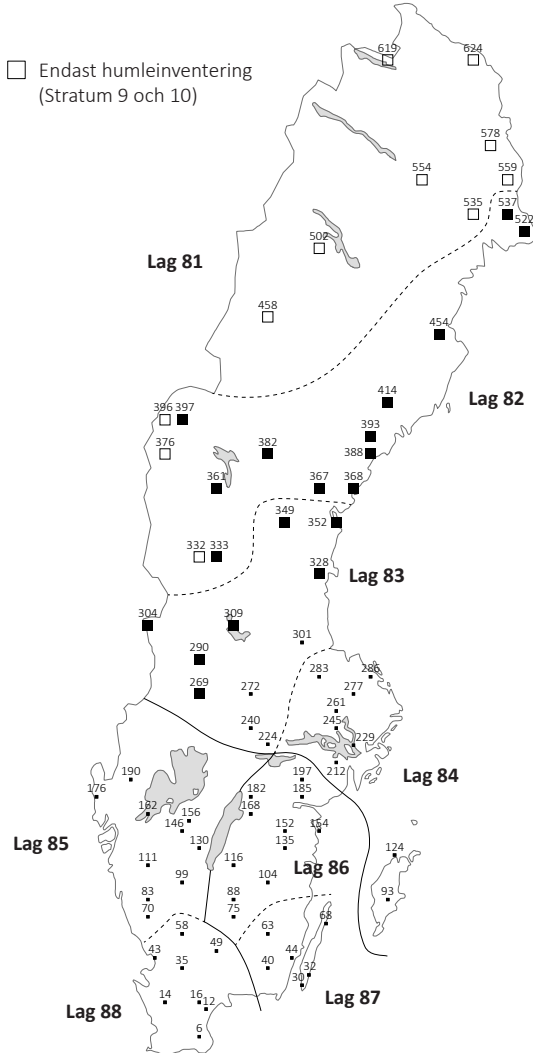 619 624
Endast humleinventering
(Stratum 9 och 10)
578
554 559
535 537
522
502
Lag 81
458
454
414 Lag 82
396 397
393
376 382 388
361 367 368
349 352
332 333
328 Lag 83
304 309
301
290
283 286
269 272 277
261
240 245
224 229
212
190 197 Lag 84
176 182 185
162 168
156
146 152 154
Lag 85 130 135
124
111 116 Lag 86
99 104
83 88 93
70 75
68
58 63
49
43 44
35 40
32
30
14 16 Lag 87
Lag 88 12
6